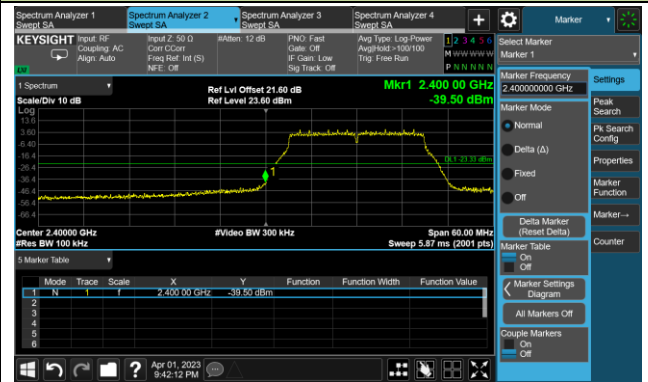 Spectrum Analyzer 1
Swept SA
Spectrum Analyzer 2
Swept SA
Spectrum Analyzer 3
Swept SA
Spectrum Analyzer 4
Swept SA
+
Marker
KEYSIGHT
Input: RF
Coupling: AC
Align: Auto
Input Z: 50 Ω
Corr CCorr
Freq Ref: Int (S)
NFE: Off
#Atten: 12 dB
PNO: Fast
Gate: Off
IF Gain: Low
Sig Track: Off
Avg Type: Log-Power
Avg|Hold >100/100
Trig: Free Run
1 2 3 4 5 6
M W W W W W
P N N N N N
LNI
1 Spectrum
Scale/Div 10 dB
Log
Ref Lvl Offset 21.60 dB
Ref Level 23.60 dBm
Mkr1 2.400 00 GHz
-39.50 dBm
13.6
3.60
-6.40
-16.4
-26.4
-36.4
-46.4
-56.4
-66.4
DL1 -23.33 dBm
1
Center 2.40000 GHz
#Res BW 100 kHz
#Video BW 300 kHz
Span 60.00 MHz
Sweep 5.87 ms (2001 pts)
5 Marker Table
Mode Trace Scale X Y Function Function Width Function Value
1 N 1 f 2.400 00 GHz -39.50 dBm
2
3
4
5
6
Select Marker
Marker 1
Marker Frequency
2.400000000 GHz
Marker Mode
Normal
Delta (Δ)
Fixed
Off
Delta Marker
(Reset Delta)
Marker Table
On
Off
Marker Settings
Diagram
All Markers Off
Couple Markers
On
Off
Settings
Peak
Search
Pk Search
Config
Properties
Marker
Function
Marker→
Counter
?
Apr 01, 2023
9:42:12 PM